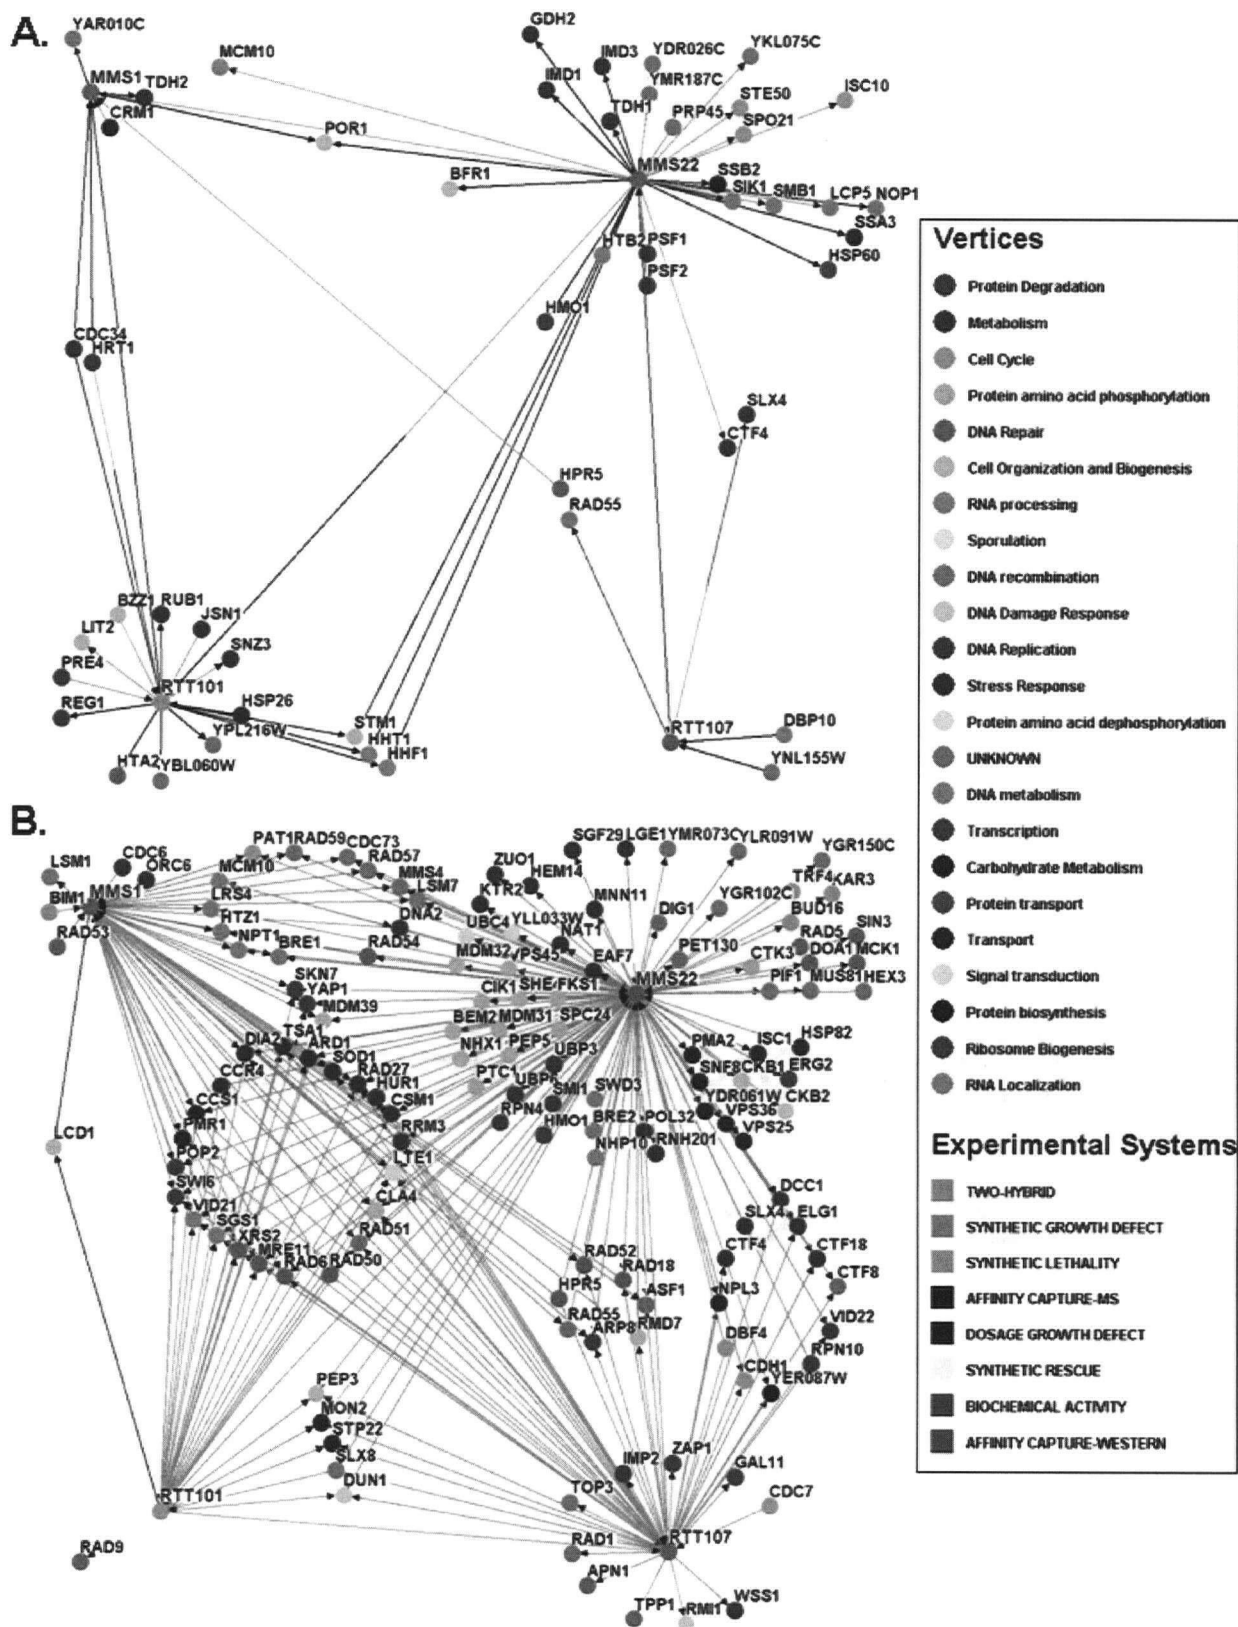 A.
YAR010C
MMS1
TDH2
CRM1
MCM10
POR1
BFR1
GDH2
IMD3
YDR026C
YKL075C
IMD1
YMR187C
STE50
ISC10
TDH1
PRP45
SPO21
MMS22
SSB2
SIK1
SMB1
LCP5
NOP1
SSA3
HSP60
HTB2
PSF1
PSF2
HMO1
CDC34
HRT1
SLX4
CTF4
HPR5
RAD55
BZZ1
RUB1
JSN1
LIT2
SNZ3
PRE4
RTT101
REG1
HSP26
YPL216W
STM1
HHT1
HHF1
HTA2
YBL060W
RTT107
DBP10
YNL155W
B.
LSM1
CDC6
ORC6
MMS1
BIM1
RAD53
PAT1
RAD59
CDC73
MCM10
RAD57
MMS4
LRS4
LSM7
HTZ1
DNA2
NPT1
BRE1
RAD54
SGF29
LGE1
YMR073C
YLR091W
YGR150C
ZUO1
HEM14
KTR2
MNN11
UBC4
YLL033W
NAT1
DIG1
YGR102C
TRF4
KAR3
BUD16
SIN3
RAD5
DOA1
MCK1
MDM32
VPS45
EAF7
PET130
CTK3
MMS22
PIF1
MUS81
HEX3
SKN7
YAP1
MDM39
CIK1
SHE4
FKS1
BEM2
MDM31
SPC24
TSA1
DIA2
ARD1
SOD1
NHX1
PEP5
UBP3
CCR4
RAD27
HUR1
PTC1
UBP6
SMI1
SWD3
CCS1
CSM1
RPN4
PMR1
RRM3
HMO1
BRE2
POL32
NHP10
RNH201
PMA2
ISC1
HSP82
SNF8
CKB1
ERG2
YDR061W
CKB2
VPS36
VPS25
LCD1
POP2
LTE1
SWI6
VID21
CLA4
SGS1
XRS2
RAD51
MRE11
RAD6
RAD50
DCC1
SLX4
ELG1
CTF4
CTF18
CTF8
RAD52
RAD18
HPR5
ASF1
NPL3
RAD55
RMD7
ARP8
DBF4
VID22
RPN10
CDH1
YER087W
PEP3
MON2
STP22
SLX8
DUN1
RTT101
RAD9
IMP2
ZAP1
GAL11
TOP3
CDC7
RAD1
RTT107
APN1
TPP1
RMI1
WSS1
Vertices
Protein Degradation
Metabolism
Cell Cycle
Protein amino acid phosphorylation
DNA Repair
Cell Organization and Biogenesis
RNA processing
Sporulation
DNA recombination
DNA Damage Response
DNA Replication
Stress Response
Protein amino acid dephosphorylation
UNKNOWN
DNA metabolism
Transcription
Carbohydrate Metabolism
Protein transport
Transport
Signal transduction
Protein biosynthesis
Ribosome Biogenesis
RNA Localization
Experimental Systems
TWO-HYBRID
SYNTHETIC GROWTH DEFECT
SYNTHETIC LETHALITY
AFFINITY CAPTURE-MS
DOSAGE GROWTH DEFECT
SYNTHETIC RESCUE
BIOCHEMICAL ACTIVITY
AFFINITY CAPTURE-WESTERN